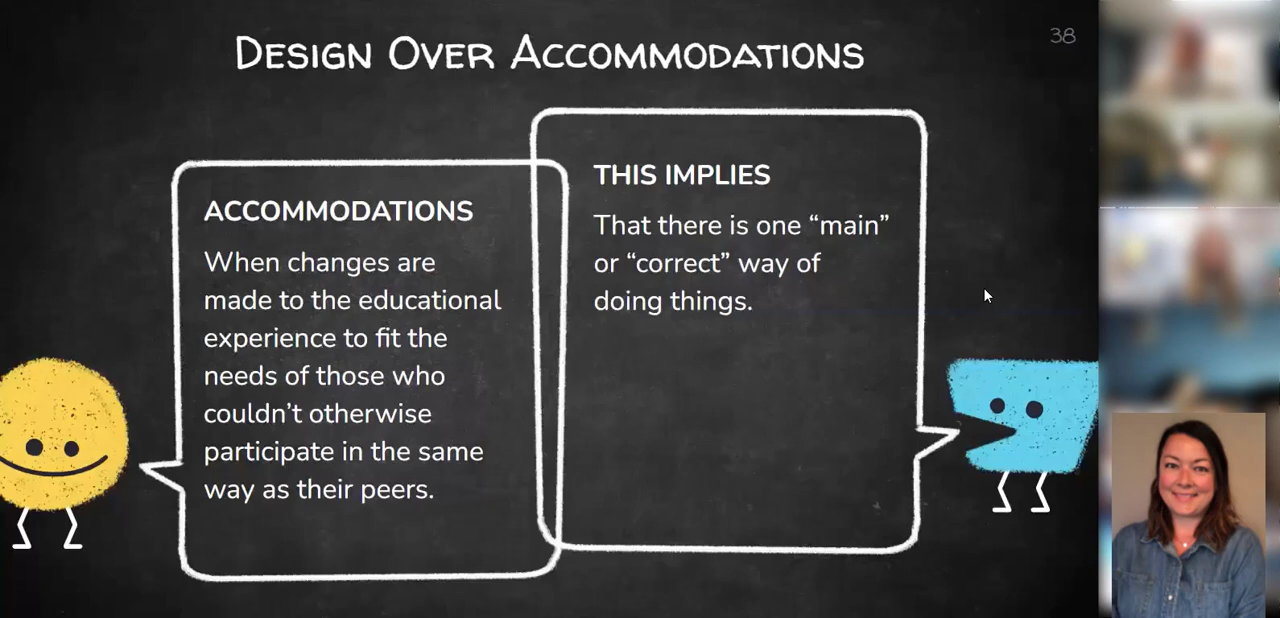 DESIGN OVER ACCOMMODATIONS
38
ACCOMMODATIONS
When changes are
made to the educational
experience to fit the
needs of those who
couldn’t otherwise
participate in the same
way as their peers.
THIS IMPLIES
That there is one “main”
or “correct” way of
doing things.